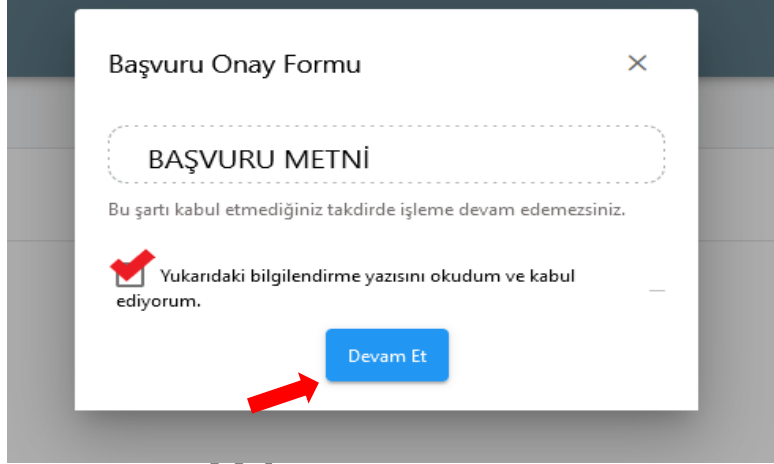 Başvuru Onay Formu
BAŞVURU METNİ
Bu şartı kabul etmediğiniz takdirde işleme devam edemezsiniz.
Yukarıdaki bilgilendirme yazısını okudum ve kabul
ediyorum.
Devam Et